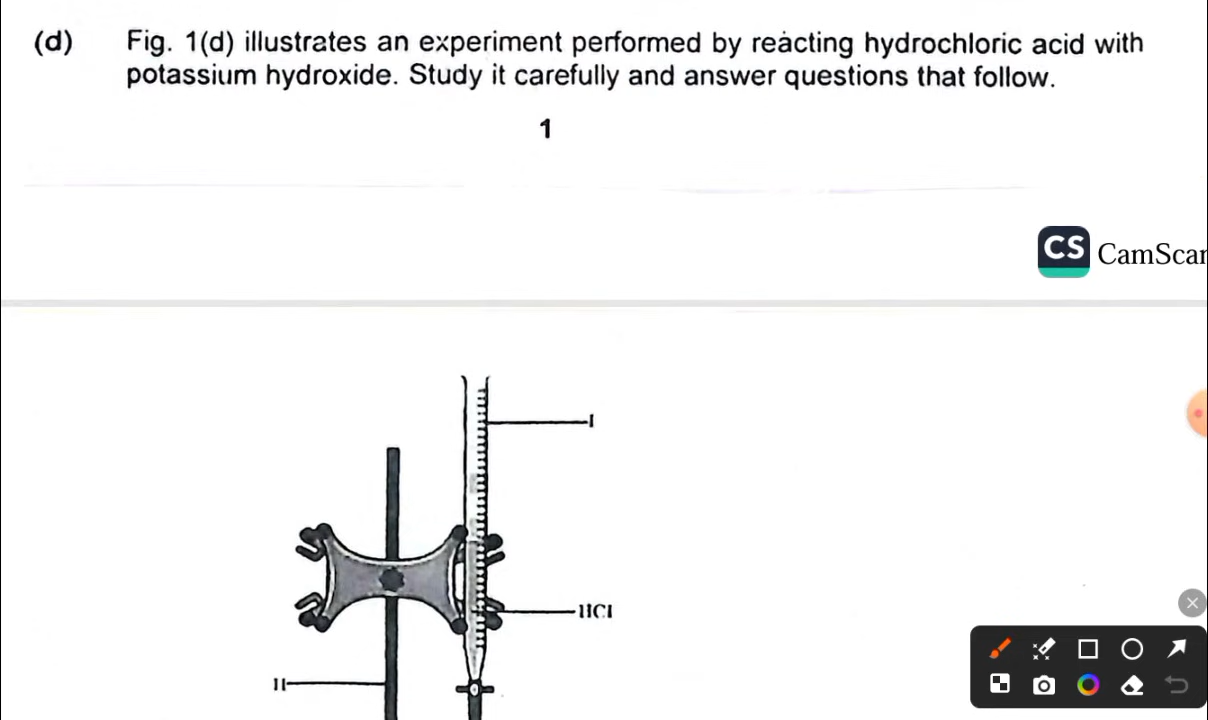 (d) Fig. 1(d) illustrates an experiment performed by reacting hydrochloric acid with
potassium hydroxide. Study it carefully and answer questions that follow.
1
CS CamScan
I
HCl
II